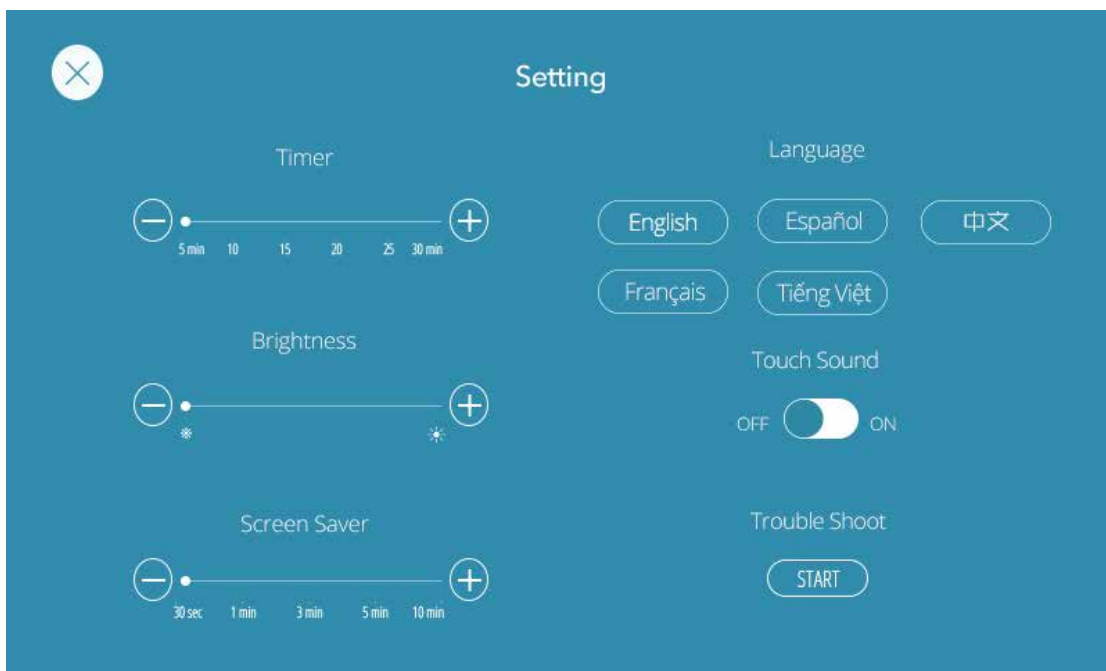 Setting
Timer
5 min 10 15 20 25 30 min
Brightness
Screen Saver
30 sec 1 min 3 min 5 min 10 min
Language
English Español 中文
Français Tiếng Việt
Touch Sound
OFF ON
Trouble Shoot
START